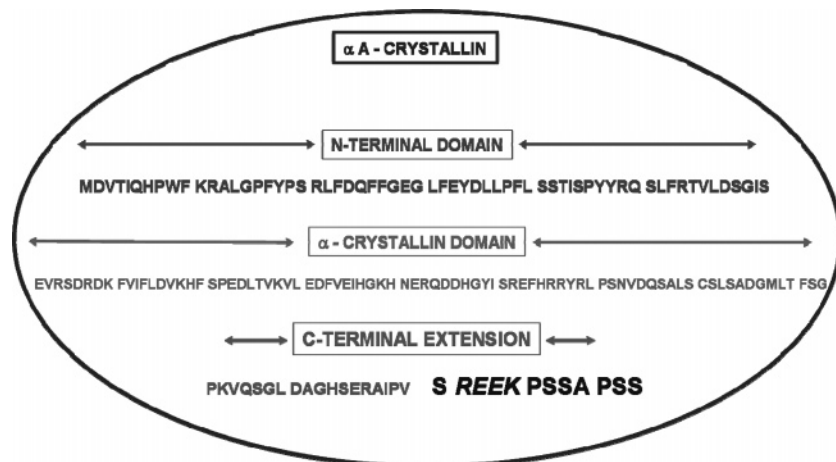 α A - CRYSTALLIN
N-TERMINAL DOMAIN
MDVTIQHPWF KRALGPFYPS RLFDQFFGEG LFEYDLLPFL SSTISPYYRQ SLFRTVLDSGIS
α - CRYSTALLIN DOMAIN
EVRSDRDK FVIFLDVKHF SPEDLTVKVL EDFVEIHGKH NERQDDHGYI SREFHRRYRL PSNVDQSALS CSLSADGMLT FSG
C-TERMINAL EXTENSION
PKVQSGL DAGHSERAIPV S REEK PSSA PSS